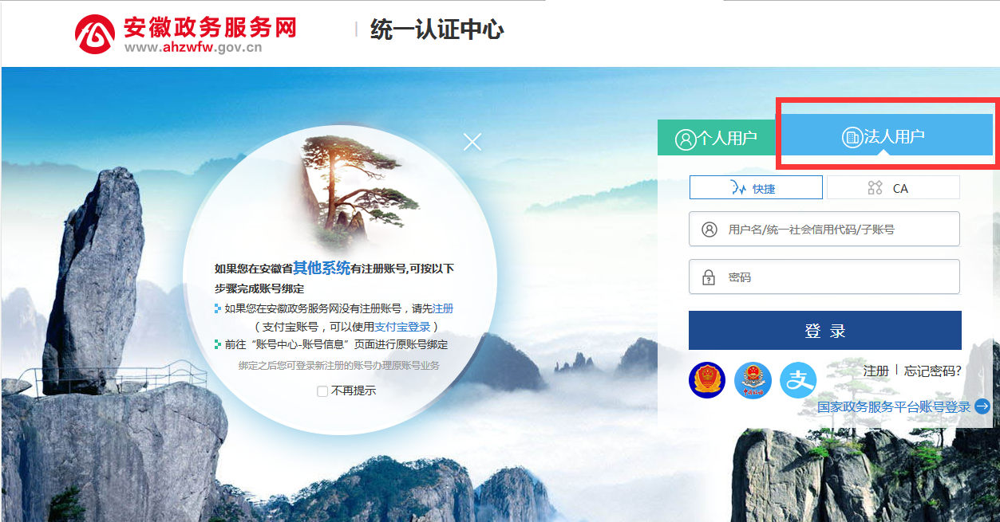 安徽政务服务网
www.ahzwfw.gov.cn
统一认证中心
个人用户
法人用户
快捷
CA
用户名/统一社会信用代码/子账号
密码
登 录
注册 | 忘记密码?
国家政务服务平台账号登录
如果您在安徽省其他系统有注册账号,可按以下
步骤完成账号绑定
如果您在安徽政务服务网没有注册账号，请先注册
（支付宝账号，可以使用支付宝登录）
前往“账号中心-账号信息”页面进行原账号绑定
绑定之后您可登录新注册的账号办理原账号业务
不再提示
支